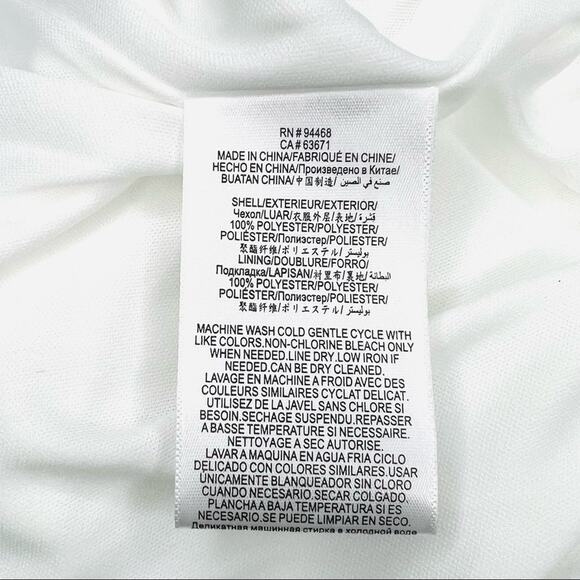 RN # 94468
CA # 63671
MADE IN CHINA/FABRIQUÉ EN CHINE/
HECHO EN CHINA/Произведено в Китае/
BUATAN CHINA/中国制造/ صنع في الصين/
SHELL/EXTERIEUR/EXTERIOR/
Чехол/LUAR/衣服外层/表地/ قشرة/
100% POLYESTER/POLYESTER/
POLIÉSTER/Полиэстер/POLIESTER/
聚酯纤维/ポリエステル/ بوليستر/
LINING/DOUBLURE/FORRO/
Подкладка/LAPISAN/衬里布/裏地/ البطانة/
100% POLYESTER/POLYESTER/
POLIÉSTER/Полиэстер/POLIESTER/
聚酯纤维/ポリエステル/ بوليستر/
MACHINE WASH COLD GENTLE CYCLE WITH
LIKE COLORS.NON-CHLORINE BLEACH ONLY
WHEN NEEDED.LINE DRY.LOW IRON IF
NEEDED.CAN BE DRY CLEANED.
LAVAGE EN MACHINE A FROID AVEC DES
COULEURS SIMILAIRES CYCLAT DELICAT.
UTILISEZ DE LA JAVEL SANS CHLORE SI
BESOIN.SECHAGE SUSPENDU.REPASSER
A BASSE TEMPERATURE SI NECESSAIRE.
NETTOYAGE A SEC AUTORISE.
LAVAR A MAQUINA EN AGUA FRIA CICLO
DELICADO CON COLORES SIMILARES.USAR
ÚNICAMENTE BLANQUEADOR SIN CLORO
CUANDO NECESARIO.SECAR COLGADO.
PLANCHA A BAJA TEMPERATURA SI ES
NECESARIO.SE PUEDE LIMPIAR EN SECO.
Деликатная машинная стирка в холодной воде